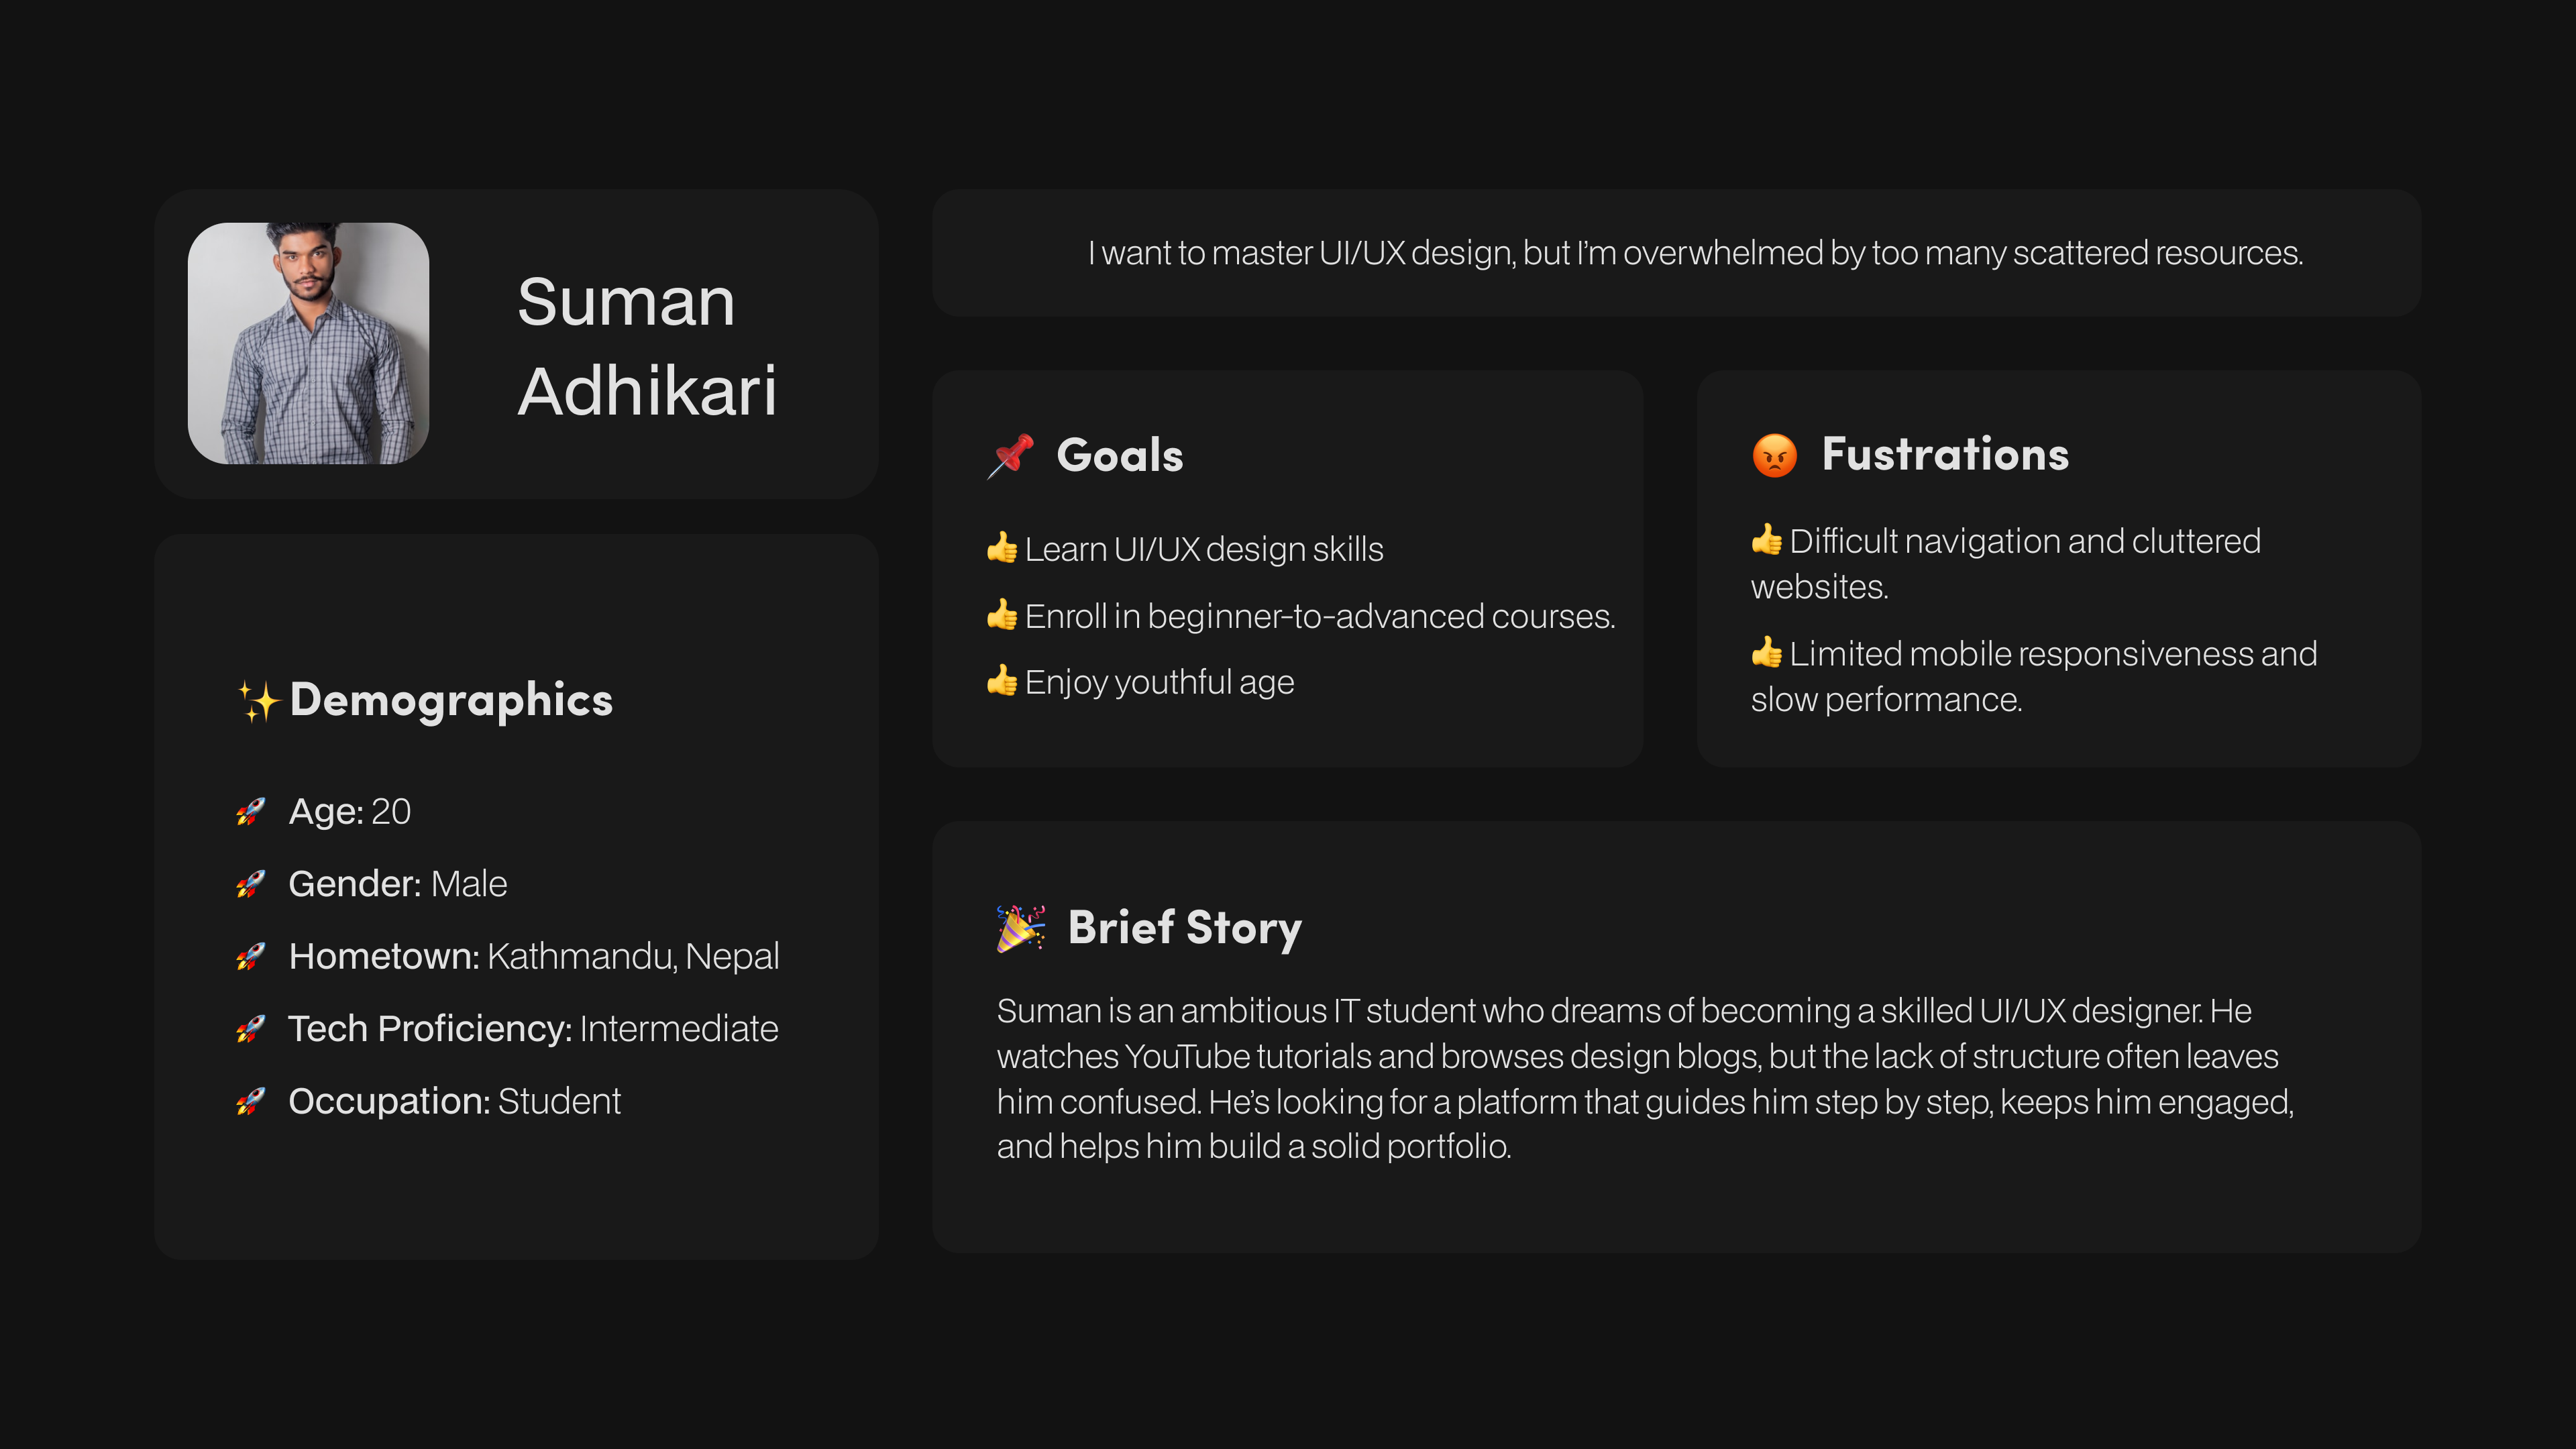 Suman
Adhikari
I want to master UI/UX design, but I'm overwhelmed by too many scattered resources.
📌 Goals
👍 Learn UI/UX design skills
👍 Enroll in beginner-to-advanced courses.
👍 Enjoy youthful age
😡 Fustrations
👍 Difficult navigation and cluttered
websites.
👍 Limited mobile responsiveness and
slow performance.
✨ Demographics
🚀 Age: 20
🚀 Gender: Male
🚀 Hometown: Kathmandu, Nepal
🚀 Tech Proficiency: Intermediate
🚀 Occupation: Student
🎉 Brief Story
Suman is an ambitious IT student who dreams of becoming a skilled UI/UX designer. He
watches YouTube tutorials and browses design blogs, but the lack of structure often leaves
him confused. He's looking for a platform that guides him step by step, keeps him engaged,
and helps him build a solid portfolio.